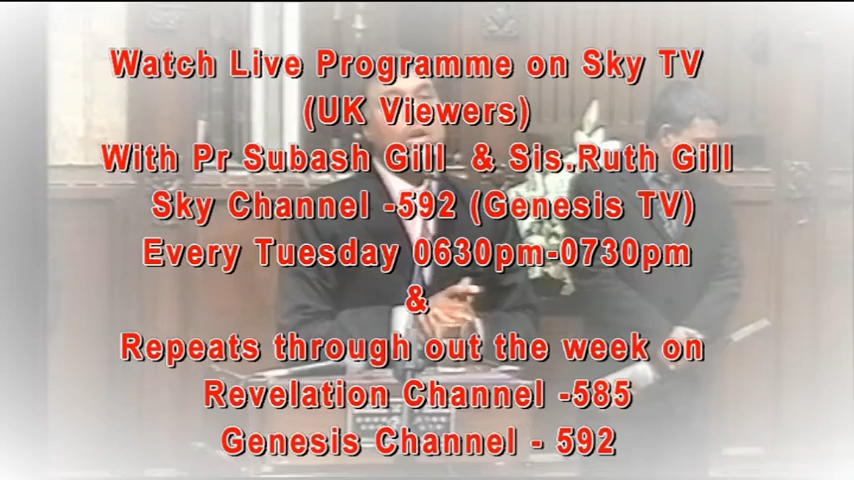 Watch Live Programme on Sky TV
(UK Viewers)
With Pr Subash Gill & Sis.Ruth Gill
Sky Channel -592 (Genesis TV)
Every Tuesday 0630pm-0730pm
&
Repeats through out the week on
Revelation Channel -585
Genesis Channel - 592